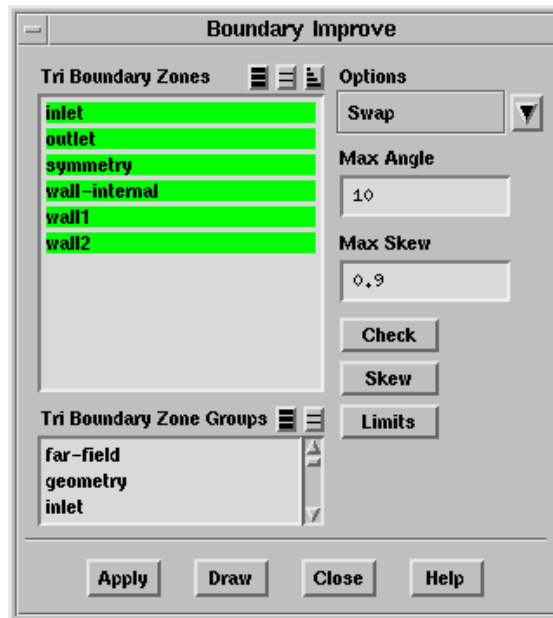 Boundary Improve
Tri Boundary Zones
inlet
outlet
symmetry
wall-internal
wall1
wall2
Options
Swap
Max Angle
10
Max Skew
0.9
Check
Skew
Limits
Tri Boundary Zone Groups
far-field
geometry
inlet
Apply Draw Close Help